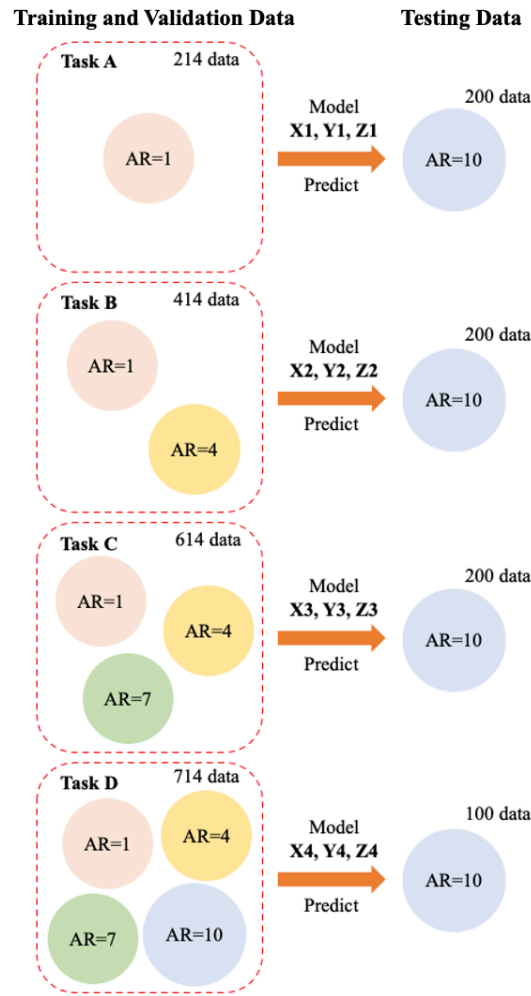 Training and Validation Data
Testing Data
Task A
214 data
AR=1
Model
X1, Y1, Z1
Predict
200 data
AR=10
Task B
414 data
AR=1
AR=4
Model
X2, Y2, Z2
Predict
200 data
AR=10
Task C
614 data
AR=1
AR=4
AR=7
Model
X3, Y3, Z3
Predict
200 data
AR=10
Task D
714 data
AR=1
AR=4
AR=7
AR=10
Model
X4, Y4, Z4
Predict
100 data
AR=10